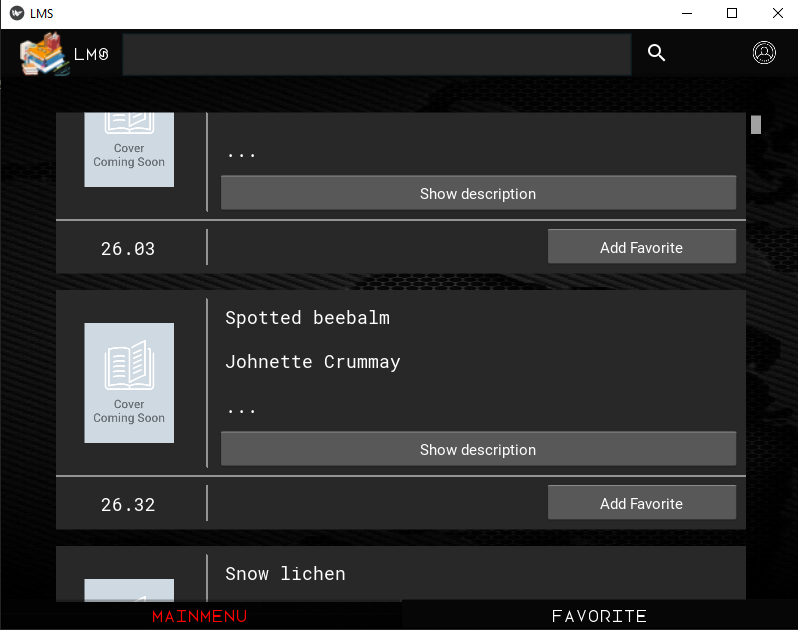 LMS
LMS
Cover
Coming Soon
...
Show description
26.03
Add Favorite
Spotted beebalm
Johnette Crummay
Cover
Coming Soon
...
Show description
26.32
Add Favorite
Snow lichen
MAINMENU
FAVORITE